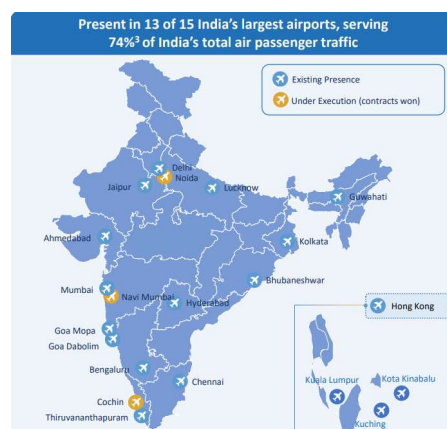 Present in 13 of 15 India's largest airports, serving
74%3 of India's total air passenger traffic
Existing Presence
Under Execution (contracts won)
Delhi
Noida
Jaipur
Lucknow
Guwahati
Ahmedabad
Kolkata
Bhubaneshwar
Mumbai
Navi Mumbai
Hyderabad
Hong Kong
Goa Mopa
Goa Dabolim
Bengaluru
Chennai
Kuala Lumpur
Kota Kinabalu
Cochin
Kuching
Thiruvananthapuram